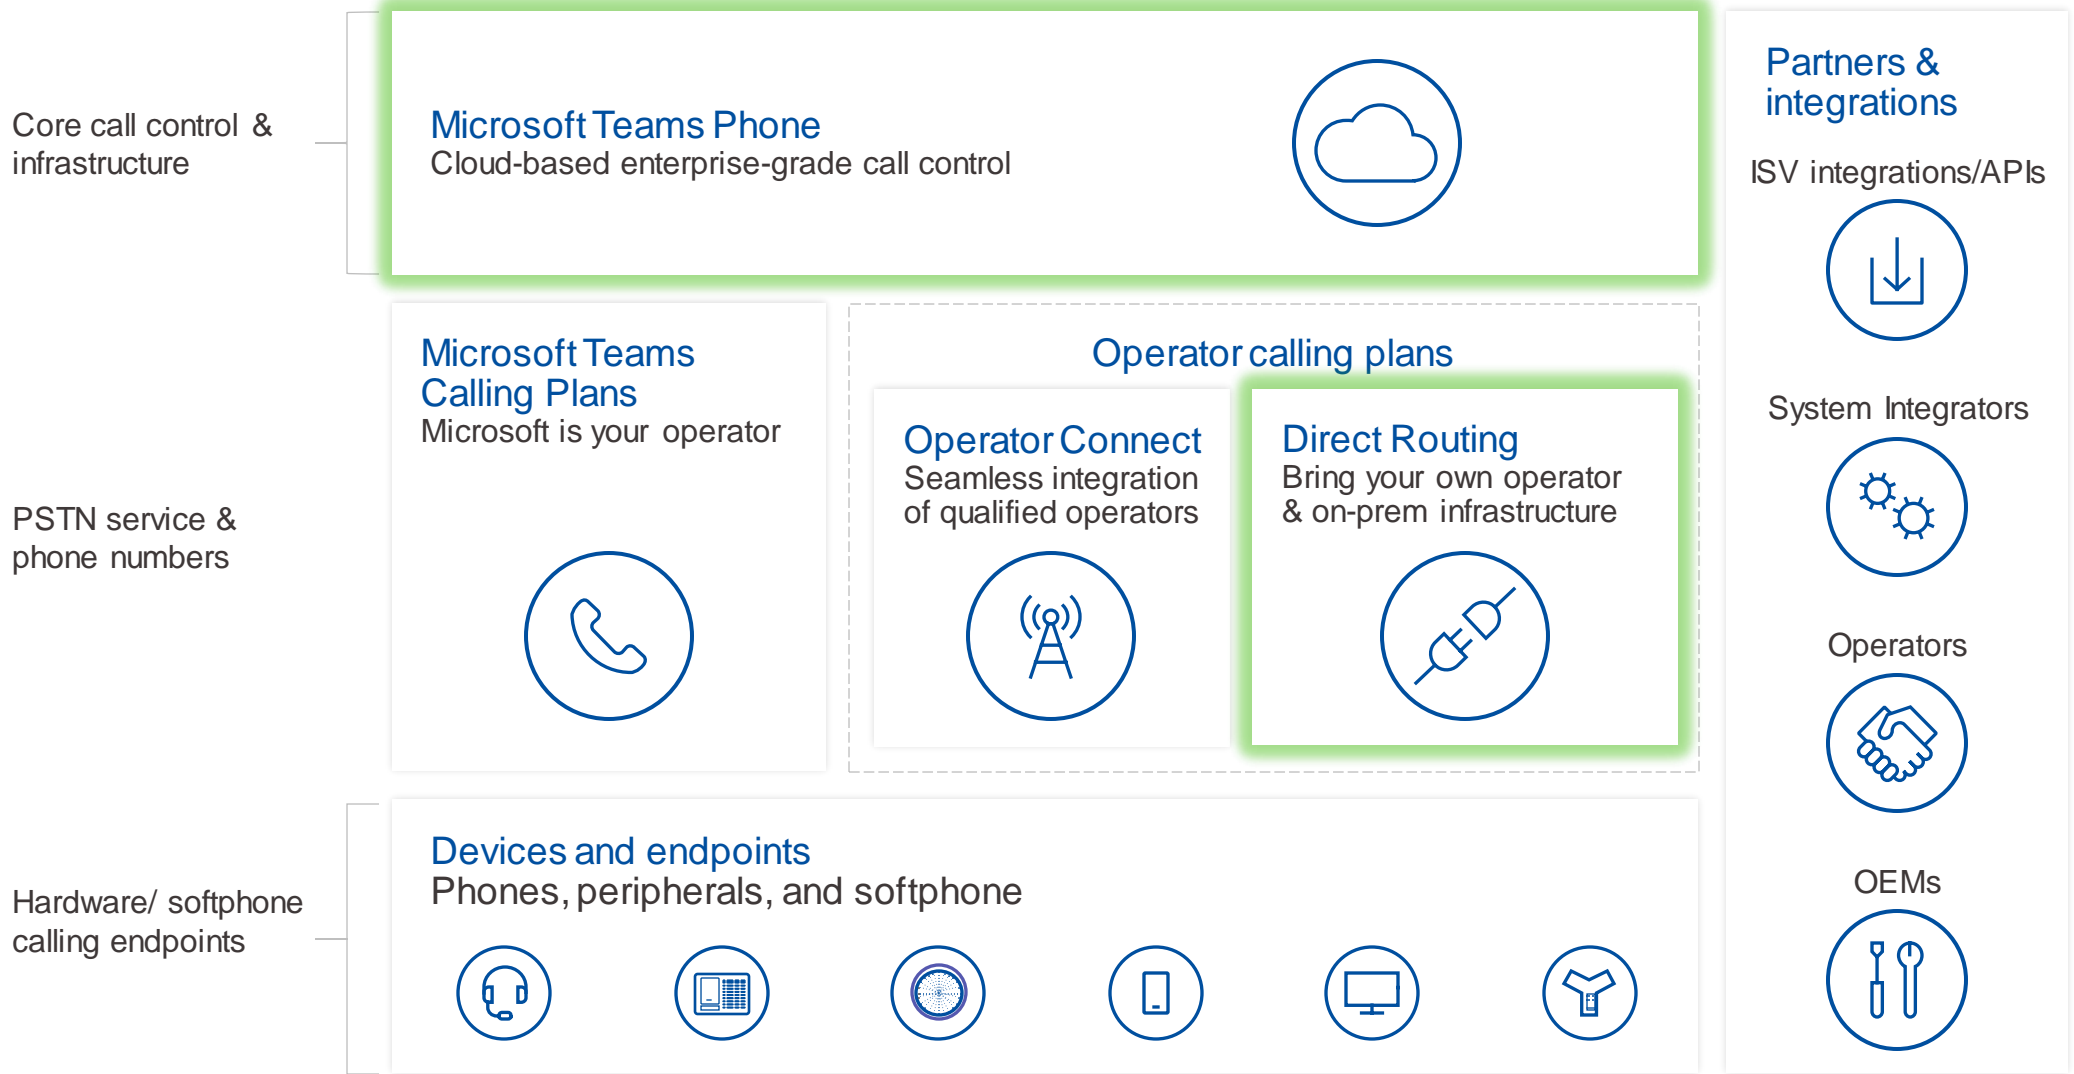 Core call control &
infrastructure
Microsoft Teams Phone
Cloud-based enterprise-grade call control
PSTN service &
phone numbers
Microsoft Teams
Calling Plans
Microsoft is your operator
Operator calling plans
Operator Connect
Seamless integration
of qualified operators
Direct Routing
Bring your own operator
& on-prem infrastructure
Hardware/ softphone
calling endpoints
Devices and endpoints
Phones, peripherals, and softphone
Partners &
integrations
ISV integrations/APIs
System Integrators
Operators
OEMs